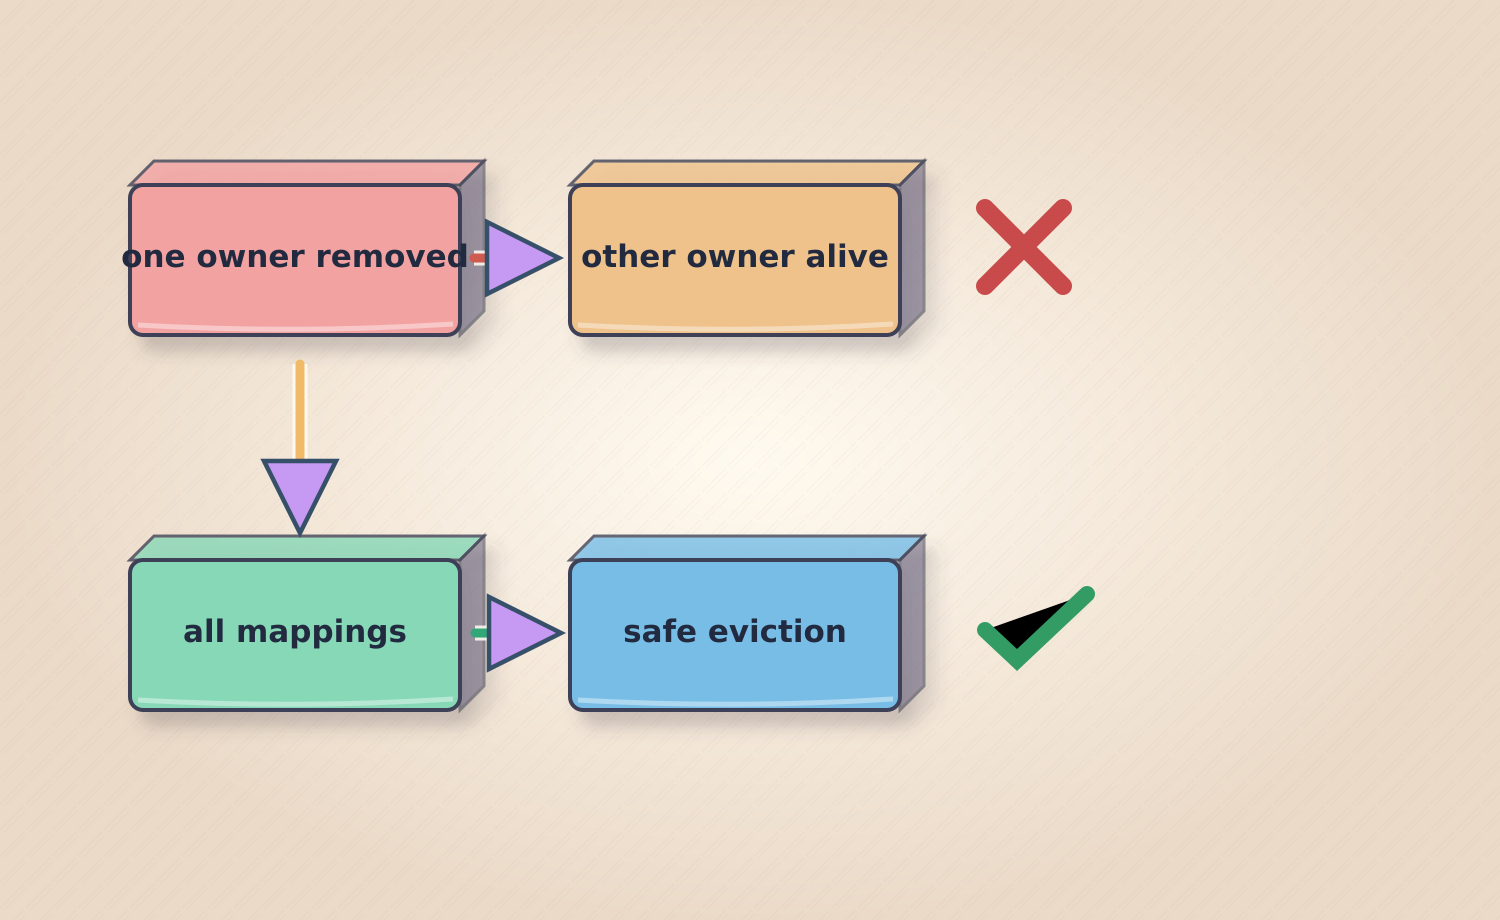 one owner removed
other owner alive
all mappings
safe eviction